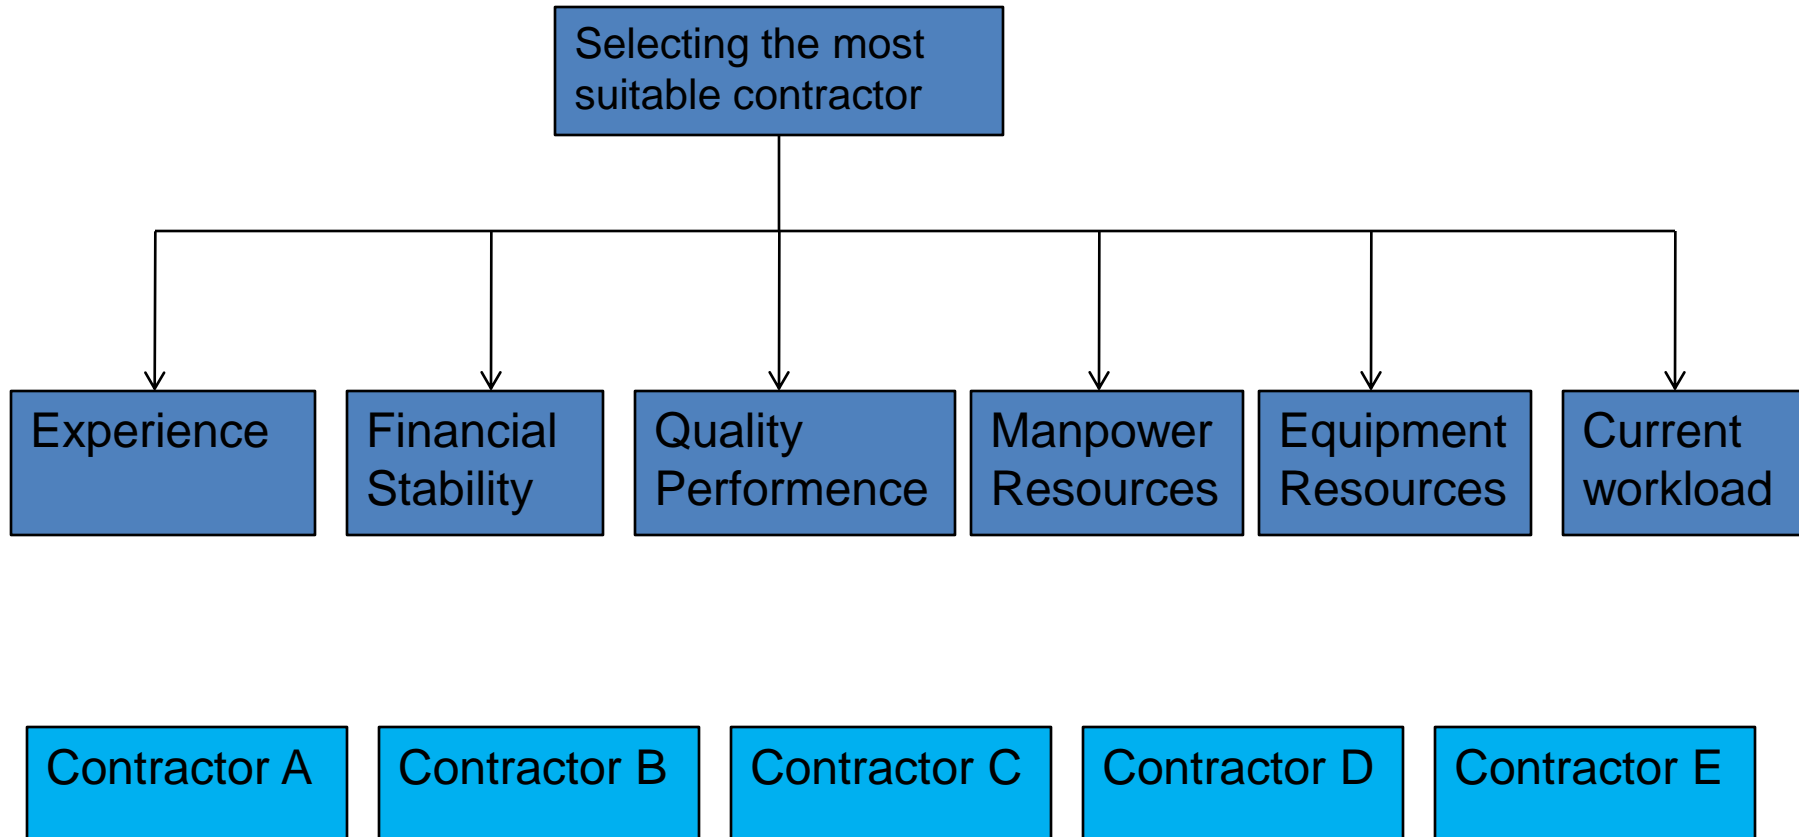 Selecting the most
suitable contractor
Experience
Financial
Stability
Quality
Performence
Manpower
Resources
Equipment
Resources
Current
workload
Contractor A
Contractor B
Contractor C
Contractor D
Contractor E